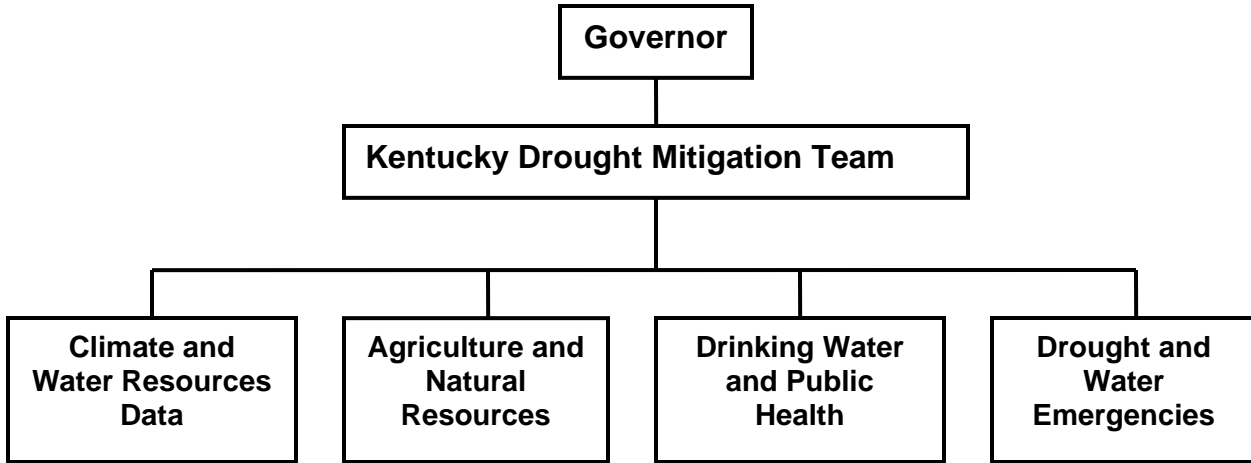 Governor
Kentucky Drought Mitigation Team
Climate and
Water Resources
Data
Agriculture and
Natural
Resources
Drinking Water
and Public
Health
Drought and
Water
Emergencies